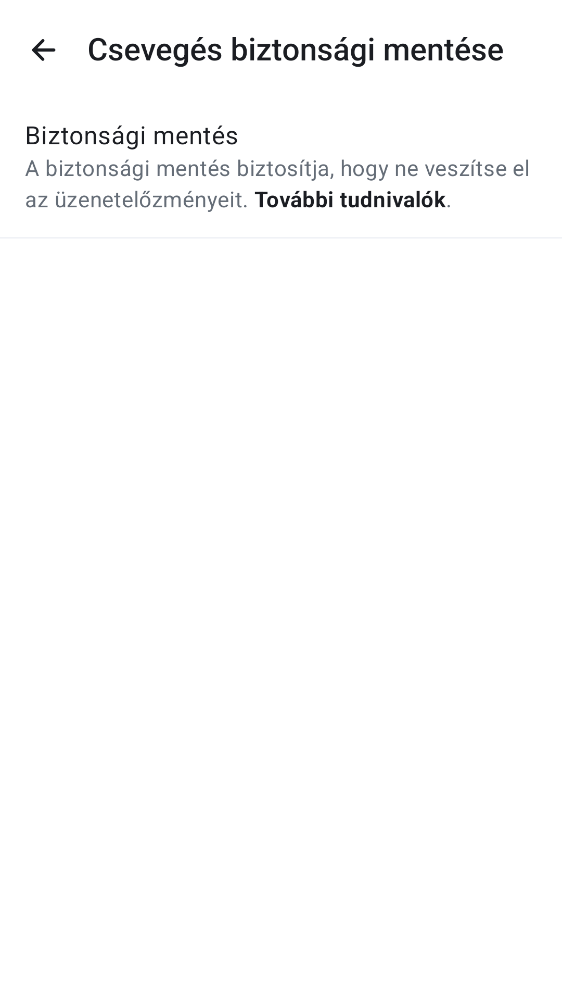 Csevegés biztonsági mentése
Biztonsági mentés
A biztonsági mentés biztosítja, hogy ne veszítse el
az üzenetelőzményeit. További tudnivalók.